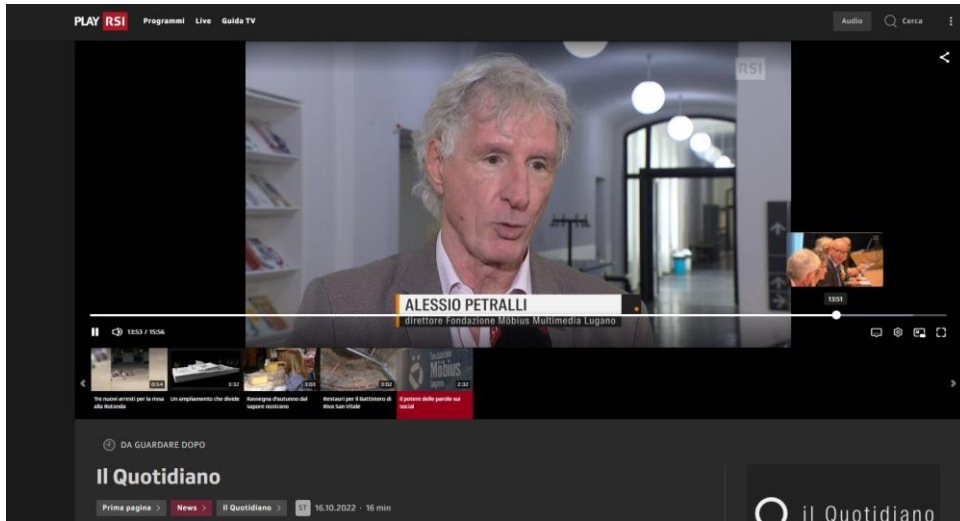 PLAY RSI Programmi Live Guida TV Audio Cerca
RSI
ALESSIO PETRALLI
direttore Fondazione Möbius Multimedia Lugano
13:51
13:53 / 15:56
0:54 3:32 3:03 3:02 2:32
Fondazione
Möbius
Lugano
Tre nuovi arresti per la rissa
alla Rotonda
Un ampliamento che divide
Rassegna d'autunno dal
sapore nostrano
Restauri per il Battistero di
Riva San Vitale
Il potere delle parole sui
social
DA GUARDARE DOPO
Il Quotidiano
Prima pagina > News > Il Quotidiano > ST 16.10.2022 · 16 min
il Quotidiano